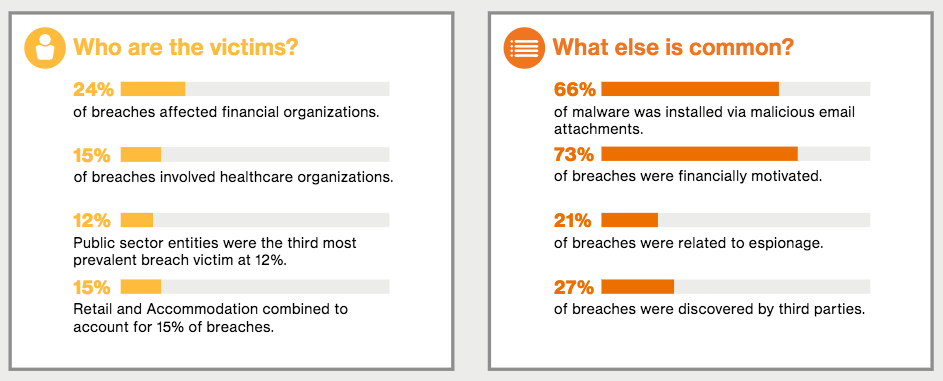 Who are the victims?
24%
of breaches affected financial organizations.
15%
of breaches involved healthcare organizations.
12%
Public sector entities were the third most
prevalent breach victim at 12%.
15%
Retail and Accommodation combined to
account for 15% of breaches.
What else is common?
66%
of malware was installed via malicious email
attachments.
73%
of breaches were financially motivated.
21%
of breaches were related to espionage.
27%
of breaches were discovered by third parties.